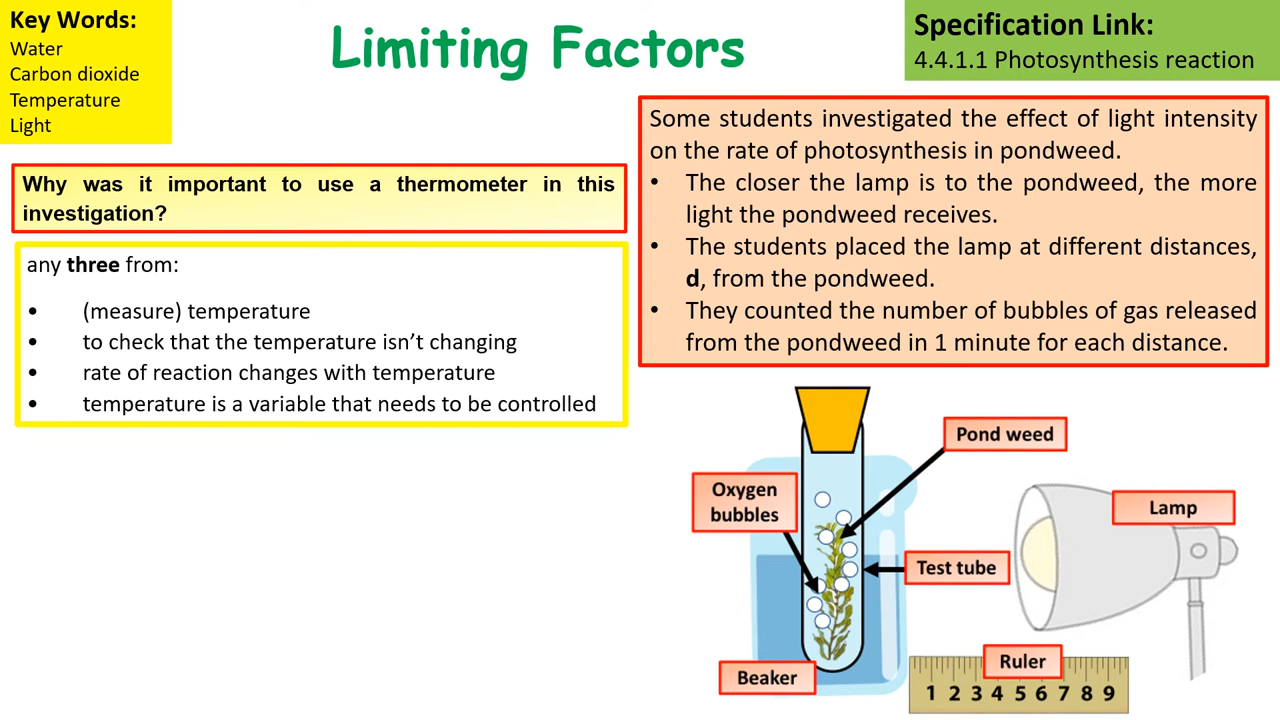 Key Words:
Water
Carbon dioxide
Temperature
Light
Limiting Factors
Specification Link:
4.4.1.1 Photosynthesis reaction
Why was it important to use a thermometer in this
investigation?
any three from:
• (measure) temperature
• to check that the temperature isn’t changing
• rate of reaction changes with temperature
• temperature is a variable that needs to be controlled
Some students investigated the effect of light intensity
on the rate of photosynthesis in pondweed.
• The closer the lamp is to the pondweed, the more
light the pondweed receives.
• The students placed the lamp at different distances,
d, from the pondweed.
• They counted the number of bubbles of gas released
from the pondweed in 1 minute for each distance.
Pond weed
Oxygen
bubbles
Lamp
Test tube
Beaker
Ruler
1 2 3 4 5 6 7 8 9